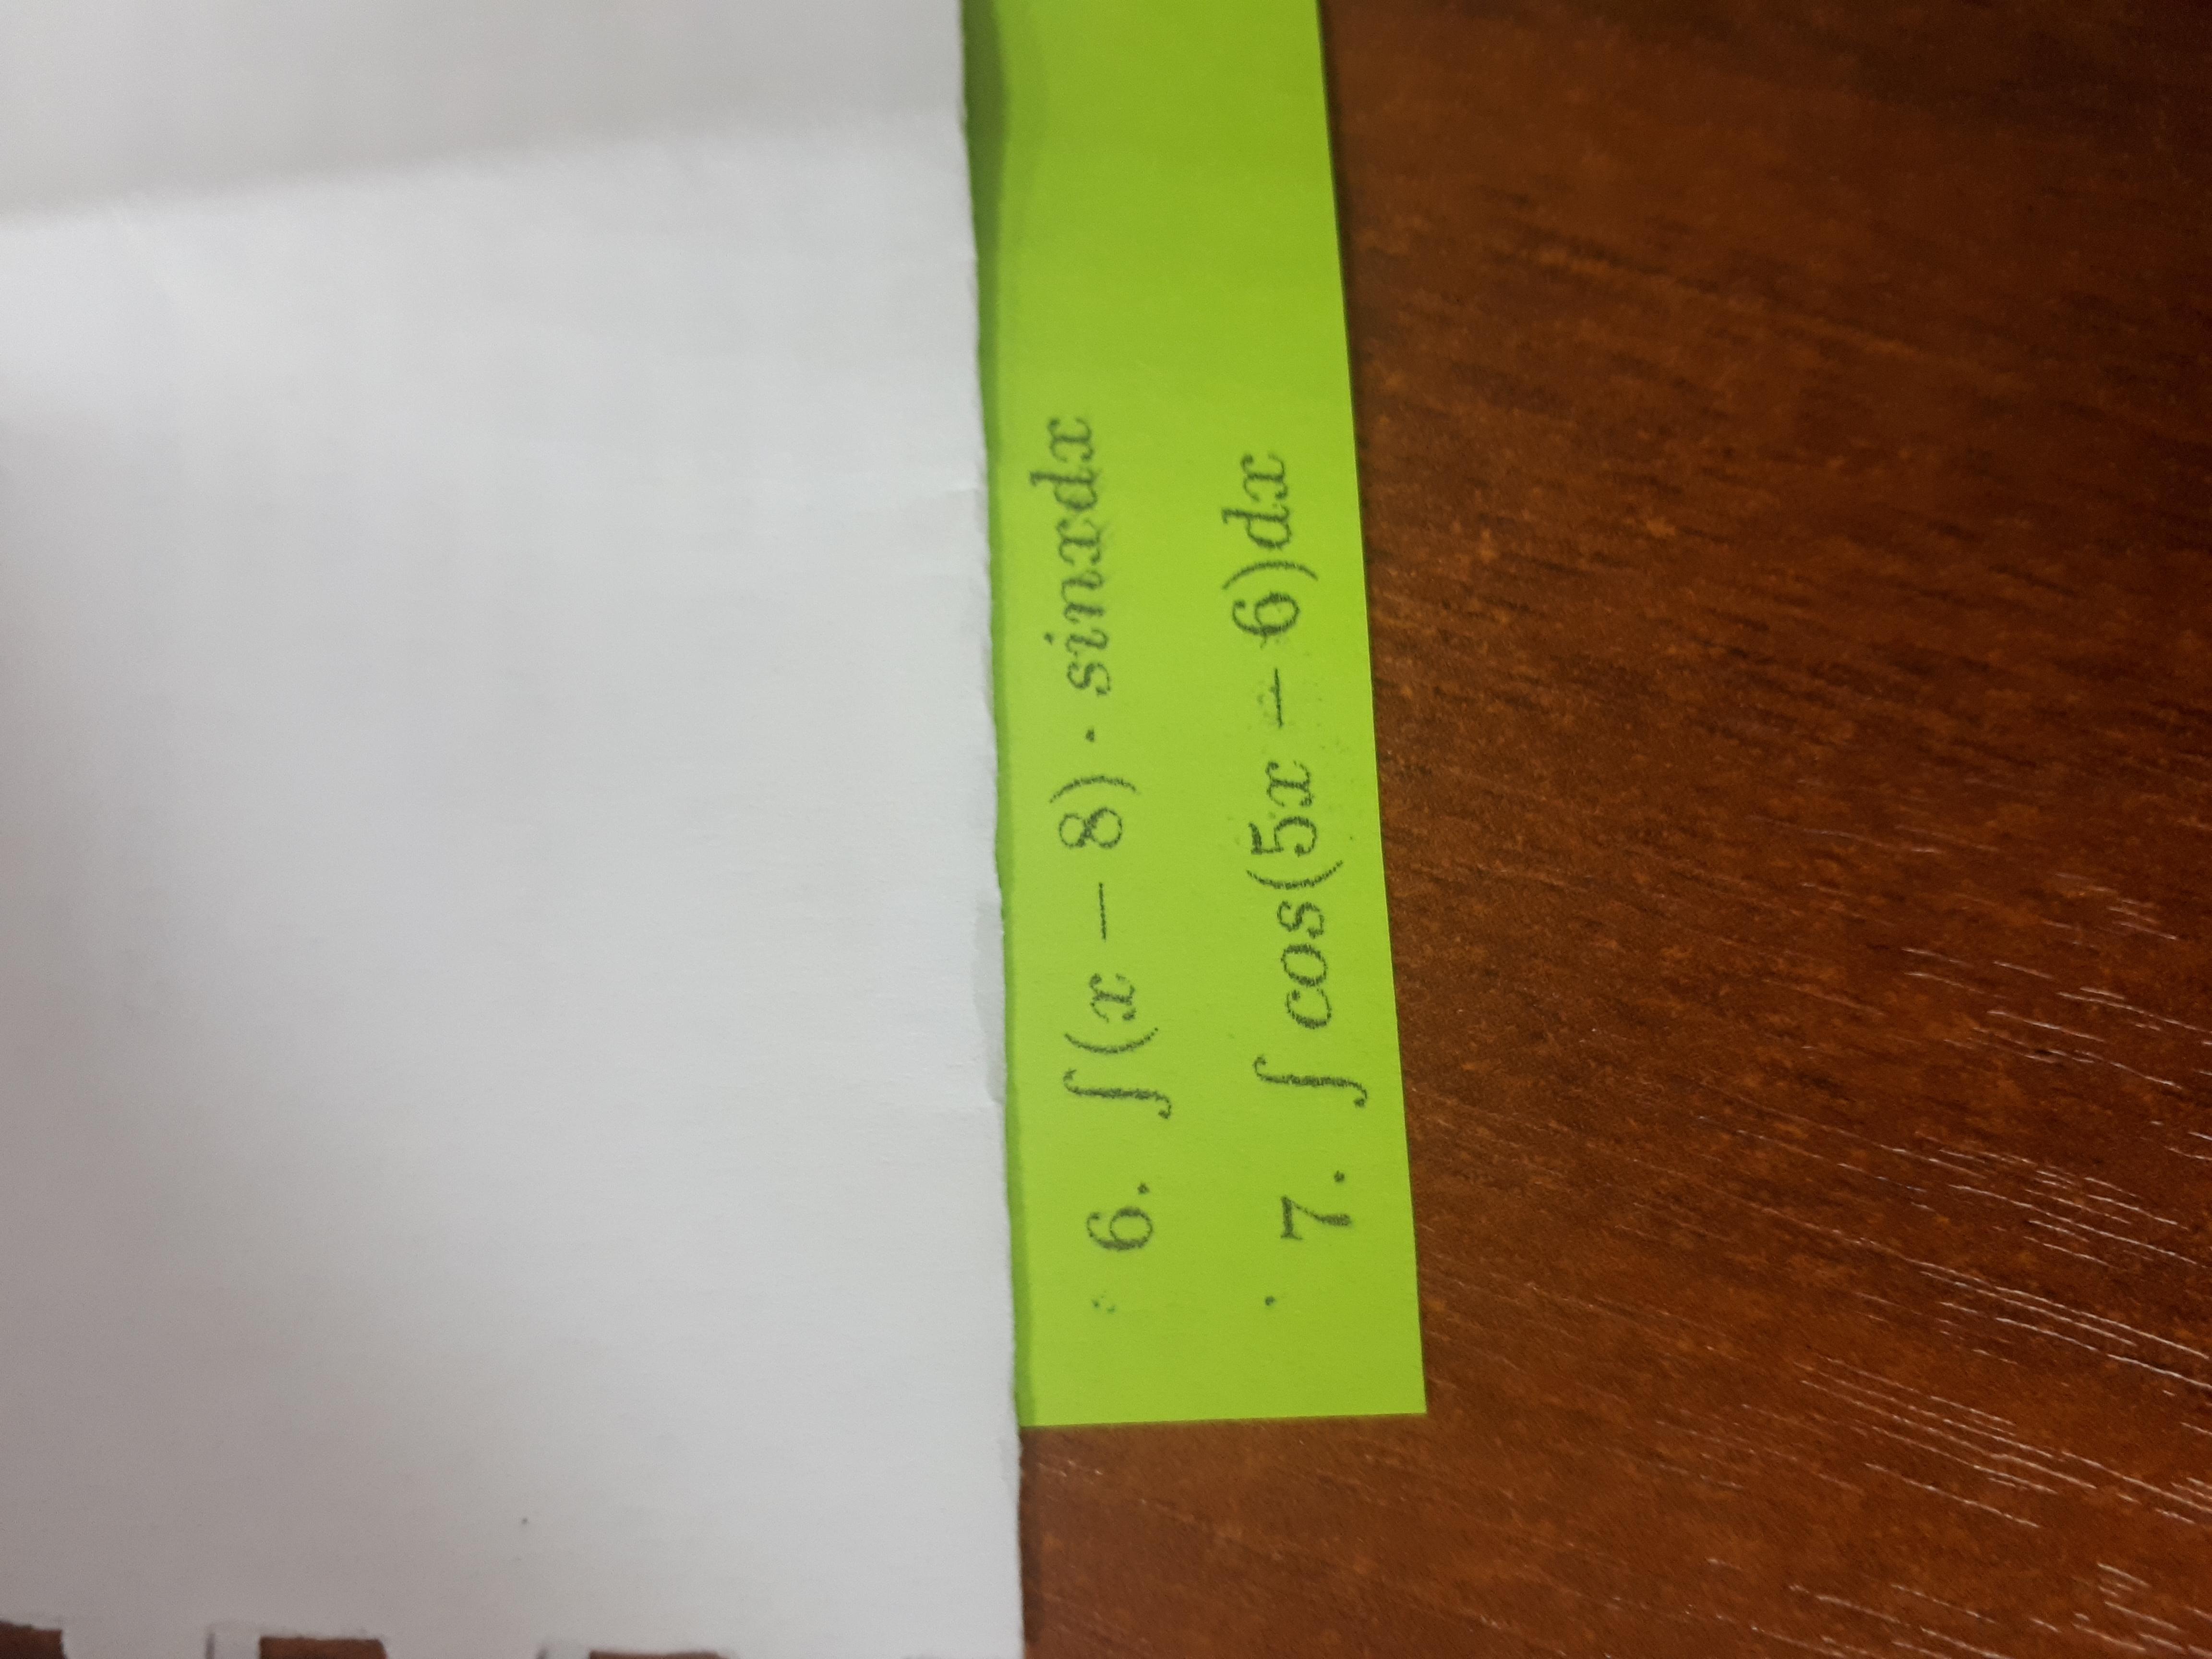 6. ∫(x − 8) · sinxdx
7. ∫ cos(5x − 6)dx